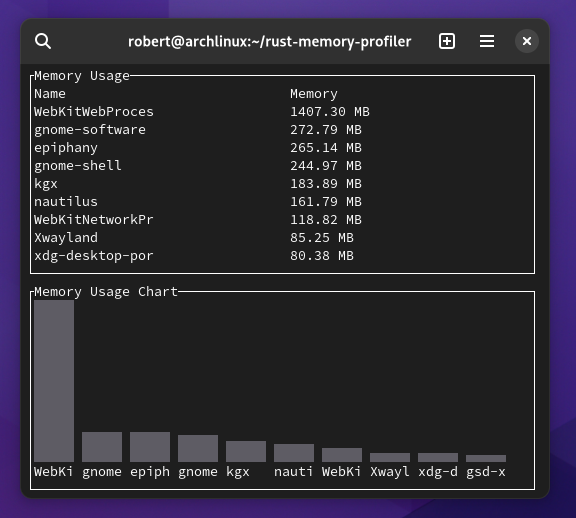 robert@archlinux:~/rust-memory-profiler
Memory Usage
Name Memory
WebKitWebProces 1407.30 MB
gnome-software 272.79 MB
epiphany 265.14 MB
gnome-shell 244.97 MB
kgx 183.89 MB
nautilus 161.79 MB
WebKitNetworkPr 118.82 MB
Xwayland 85.25 MB
xdg-desktop-por 80.38 MB
Memory Usage Chart
WebKi gnome epiph gnome kgx nauti WebKi Xwayl xdg-d gsd-x